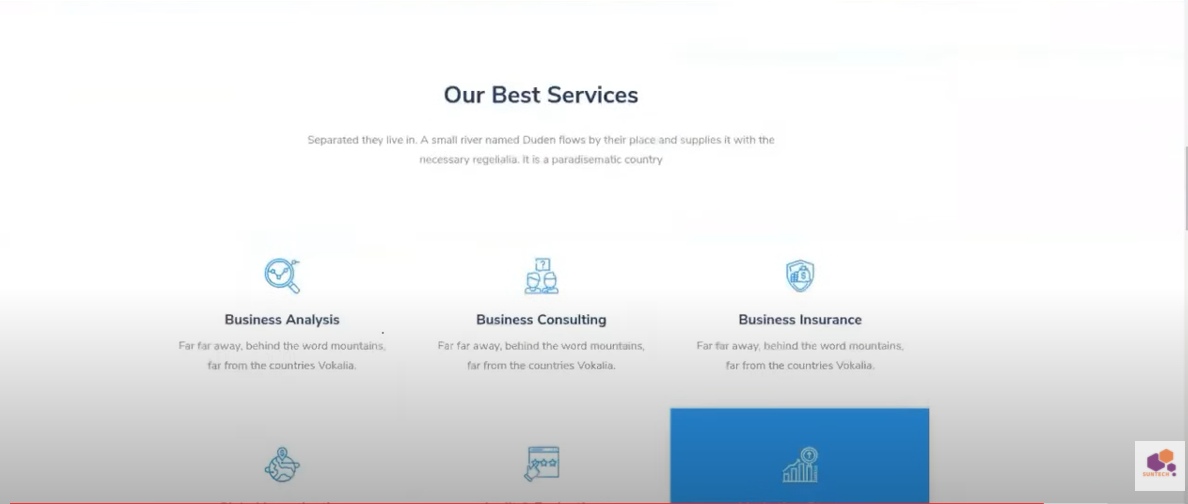 Our Best Services
Separated they live in. A small river named Duden flows by their place and supplies it with the
necessary regelialia. It is a paradisematic country
?
$
Business Analysis
Business Consulting
Business Insurance
Far far away, behind the word mountains,
far from the countries Vokalia.
Far far away, behind the word mountains,
far from the countries Vokalia.
Far far away, behind the word mountains,
far from the countries Vokalia.
SUNTECH